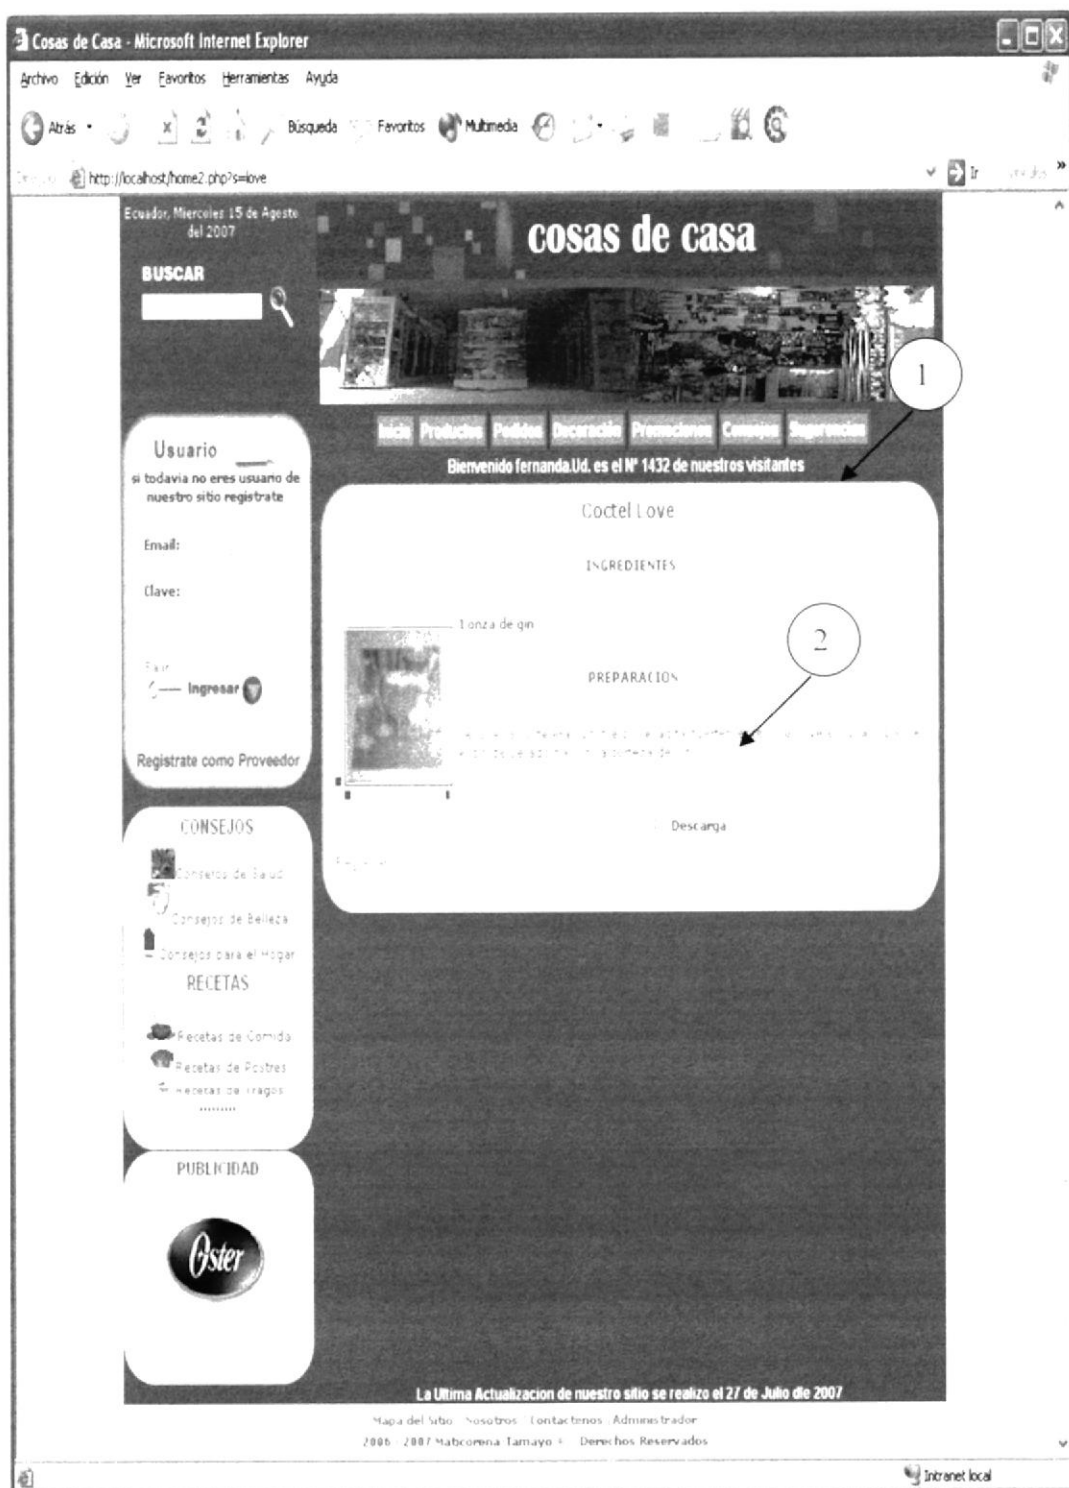 Cosas de Casa - Microsoft Internet Explorer
Archivo Edición Ver Favoritos Herramientas Ayuda
Atrás Búsqueda Favoritos Multimedia
http://localhost/home2.php?s=love Ir
Ecuador, Miercoles 15 de Agosto
del 2007
cosas de casa
BUSCAR
1
Inicio Productos Pedidos Decoración Promociones Consejos Sugerencias
Bienvenido fernanda.Ud. es el Nº 1432 de nuestros visitantes
Usuario
si todavia no eres usuario de
nuestro sitio registrate
Email:
Clave:
Ingresar
Registrate como Proveedor
Coctel Love
INGREDIENTES
1 onza de gin
2
PREPARACION
Descarga
CONSEJOS
Consejos de Salud
Consejos de Belleza
Consejos para el Hogar
RECETAS
Recetas de Comida
Recetas de Postres
Recetas de Tragos
PUBLICIDAD
Oster
La Ultima Actualizacion de nuestro sitio se realizo el 27 de Julio dle 2007
Mapa del Sitio Nosotros Contactenos Administrador
2006 - 2007 Maticorena Tamayo Derechos Reservados
Intranet local